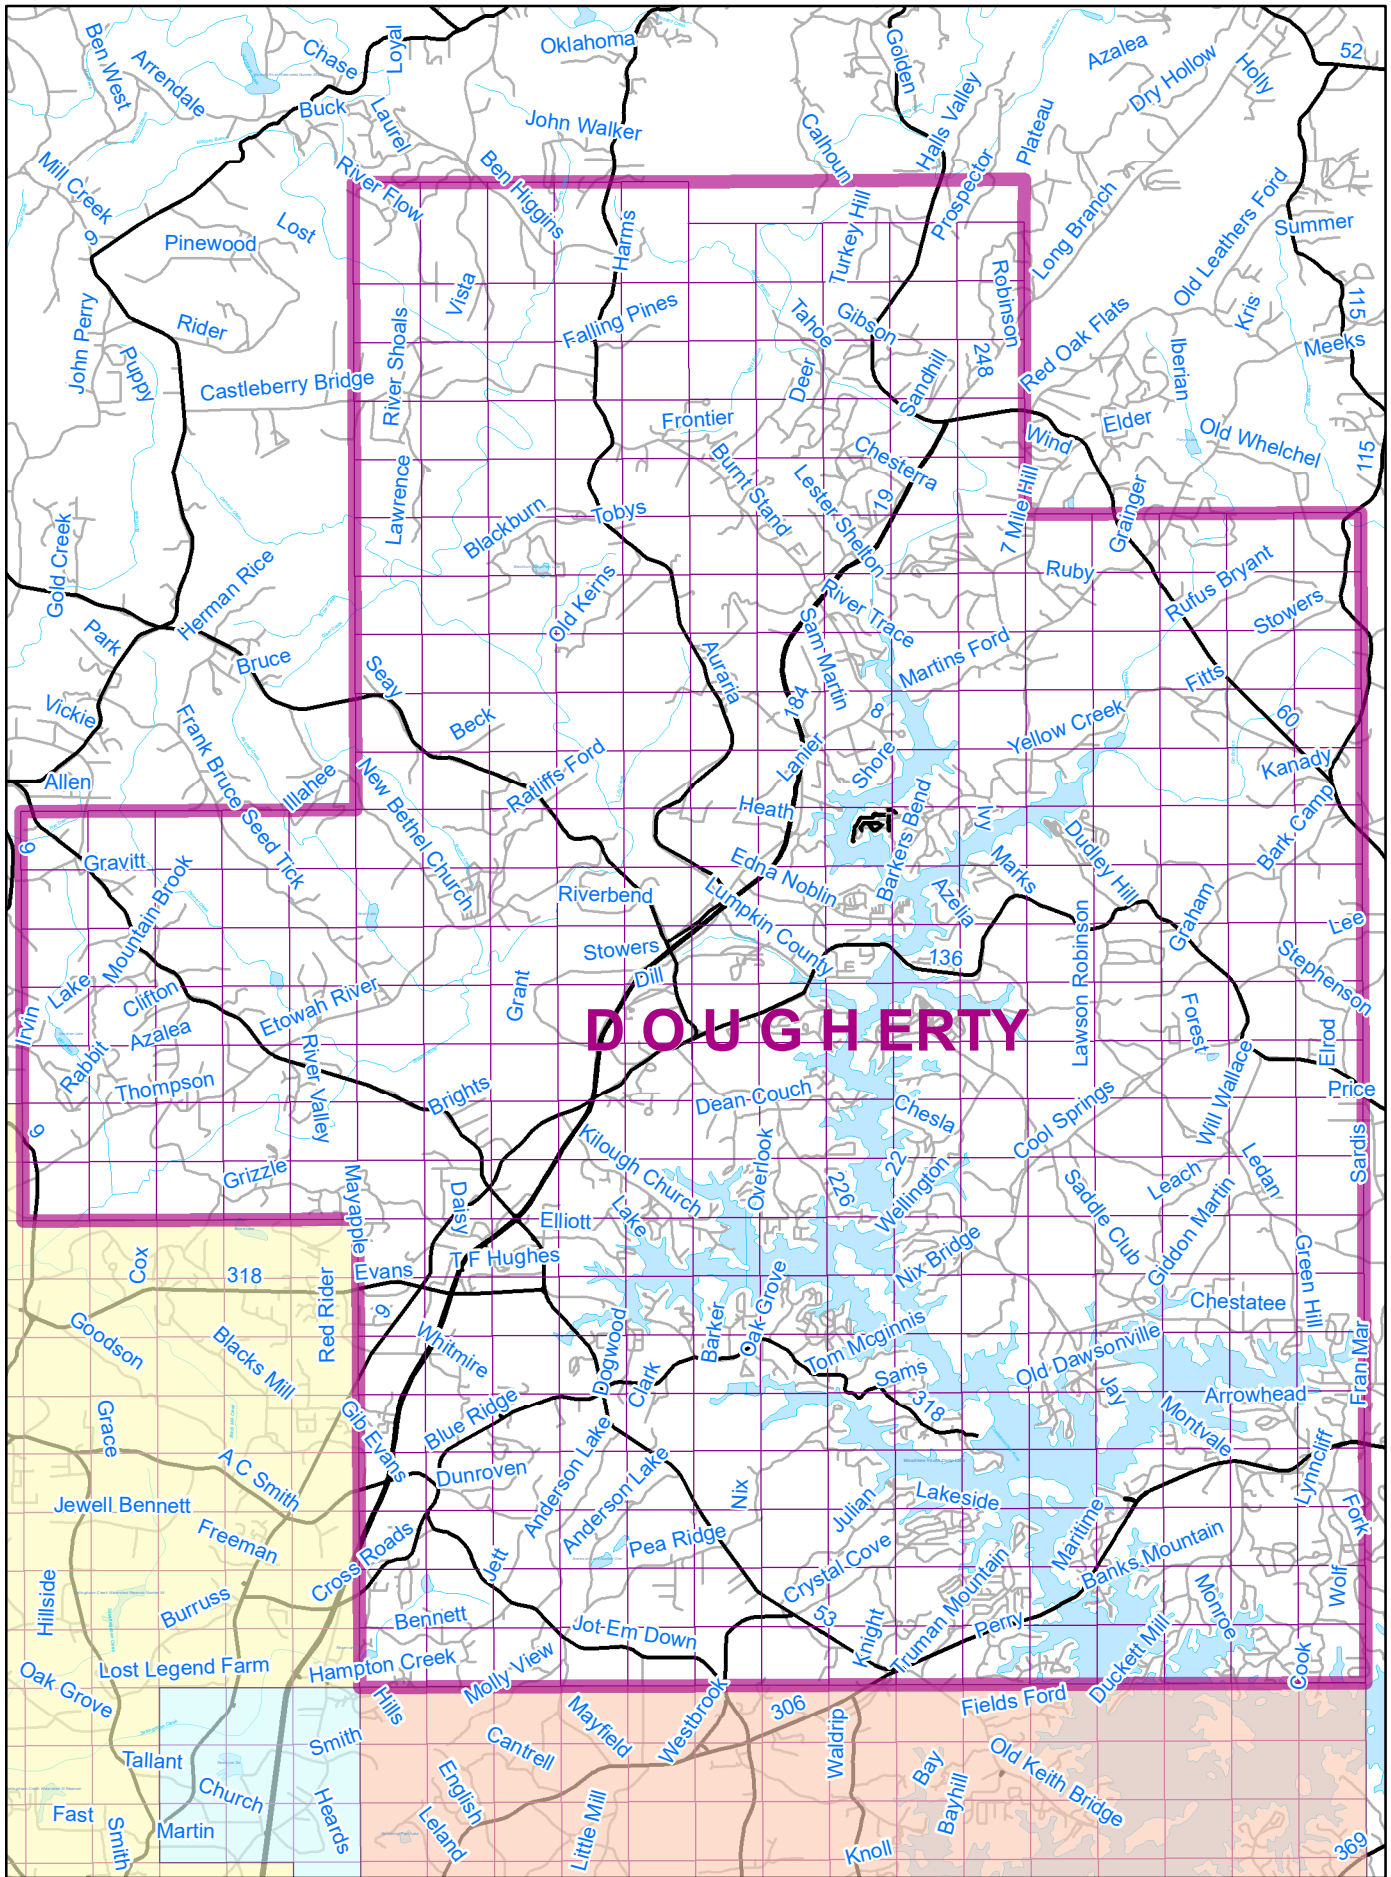 Ben West
Arrendale
Chase
Loyal
Oklahoma
Golden
Azalea
Dry Hollow
Holly
52
Buck
Laurel
John Walker
Calhoun
Halls Valley
Plateau
Prospector
Mill Creek
River Flow
Ben Higgins
Turkey Hill
Long Branch
Old Leathers Ford
Summer
9
Pinewood
Lost
Harms
Vista
Robinson
John Perry
Rider
Puppy
Castleberry Bridge
River Shoals
Falling Pines
Tahoe
Gibson
Deer
Sandhill
248
Red Oak Flats
Iberian
Kris
115
Meeks
Frontier
Chesterra
Wind
Elder
Old Whelchel
115
Lawrence
Blackburn
Tobys
Burnt Stand
Lester Shelton
19
7 Mile Hill
Grainger
Gold Creek
Herman Rice
Old Kerns
River Trace
Ruby
Rufus Bryant
Stowers
Park
Bruce
Seay
Auraria
Sam Martin
Martins Ford
Fitts
Vickie
Frank Bruce
Beck
184
8
Yellow Creek
60
Allen
Illahee
New Bethel Church
Ratliffs Ford
Lanier
Shore
Kanady
Heath
Barkers Bend
Ivy
Bark Camp
9
Gravitt
Seed Tick
Mountain Brook
Edna Noblin
Marks
Dudley Hill
Riverbend
Azelia
Graham
Lumpkin County
Lawson Robinson
Lee
Stowers
136
Stephenson
Lake
Clifton
Etowah River
Grant
Dill
Irvin
Azalea
DOUGHERTY
Forest
Elrod
Rabbit
Thompson
River Valley
Brights
Dean Couch
Chesla
Cool Springs
Will Wallace
Price
9
Kilough Church
Overlook
22
Sardis
Grizzle
Mayapple
Daisy
Lake
226
Wellington
Saddle Club
Leach
Ledan
Elliott
Giddon Martin
Cox
318
Evans
T F Hughes
Nix Bridge
Green Hill
Red Rider
9
Oak Grove
Chestatee
Goodson
Blacks Mill
Whitmire
Dogwood
Barker
Tom Mcginnis
Old Dawsonville
Fran Mar
Clark
Sams
318
Jay
Arrowhead
Grace
Gib Evans
Blue Ridge
Montvale
A C Smith
Dunroven
Anderson Lake
Anderson Lake
Nix
Lynncliff
Jewell Bennett
Julian
Lakeside
Maritime
Fork
Freeman
Cross Roads
Jett
Pea Ridge
Crystal Cove
Banks Mountain
Hillside
Burruss
Bennett
53
Truman Mountain
Monroe
Wolf
Jot-Em Down
Knight
Perry
Lost Legend Farm
Hampton Creek
Molly View
Duckett Mill
Cook
Oak Grove
Hills
Mayfield
Westbrook
306
Fields Ford
Tallant
Smith
Cantrell
Waldrip
Old Keith Bridge
Church
English
Bay
Bayhill
Fast
Smith
Martin
Heards
Leland
Little Mill
Knoll
369